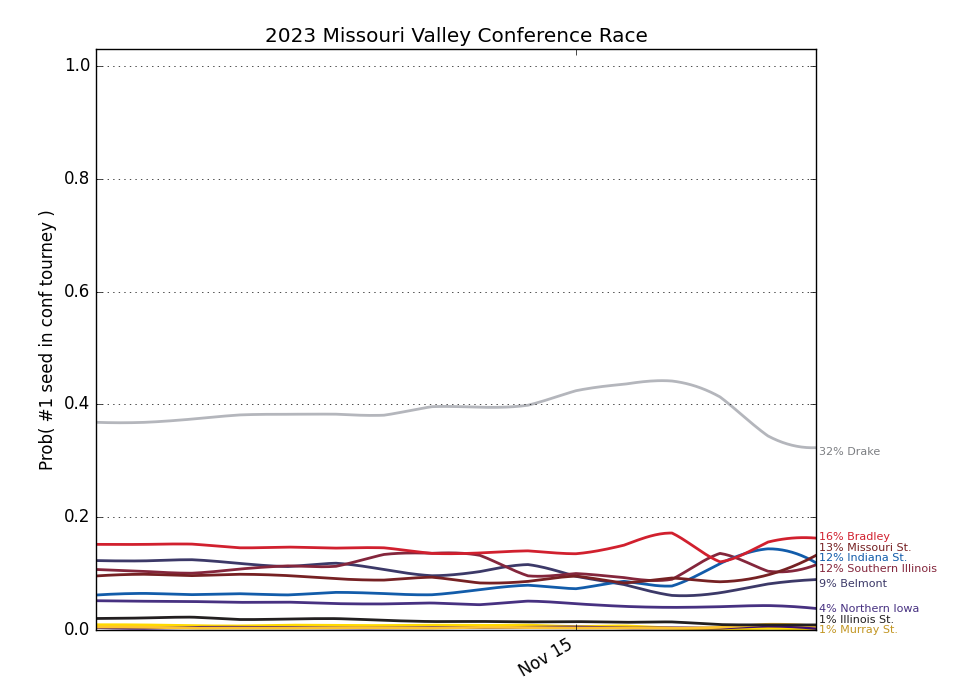 2023 Missouri Valley Conference Race
1.0
0.8
0.6
0.4
0.2
0.0
Prob( #1 seed in conf tourney )
Nov 15
32% Drake
16% Bradley
13% Missouri St.
12% Indiana St.
12% Southern Illinois
9% Belmont
4% Northern Iowa
1% Illinois St.
1% Murray St.